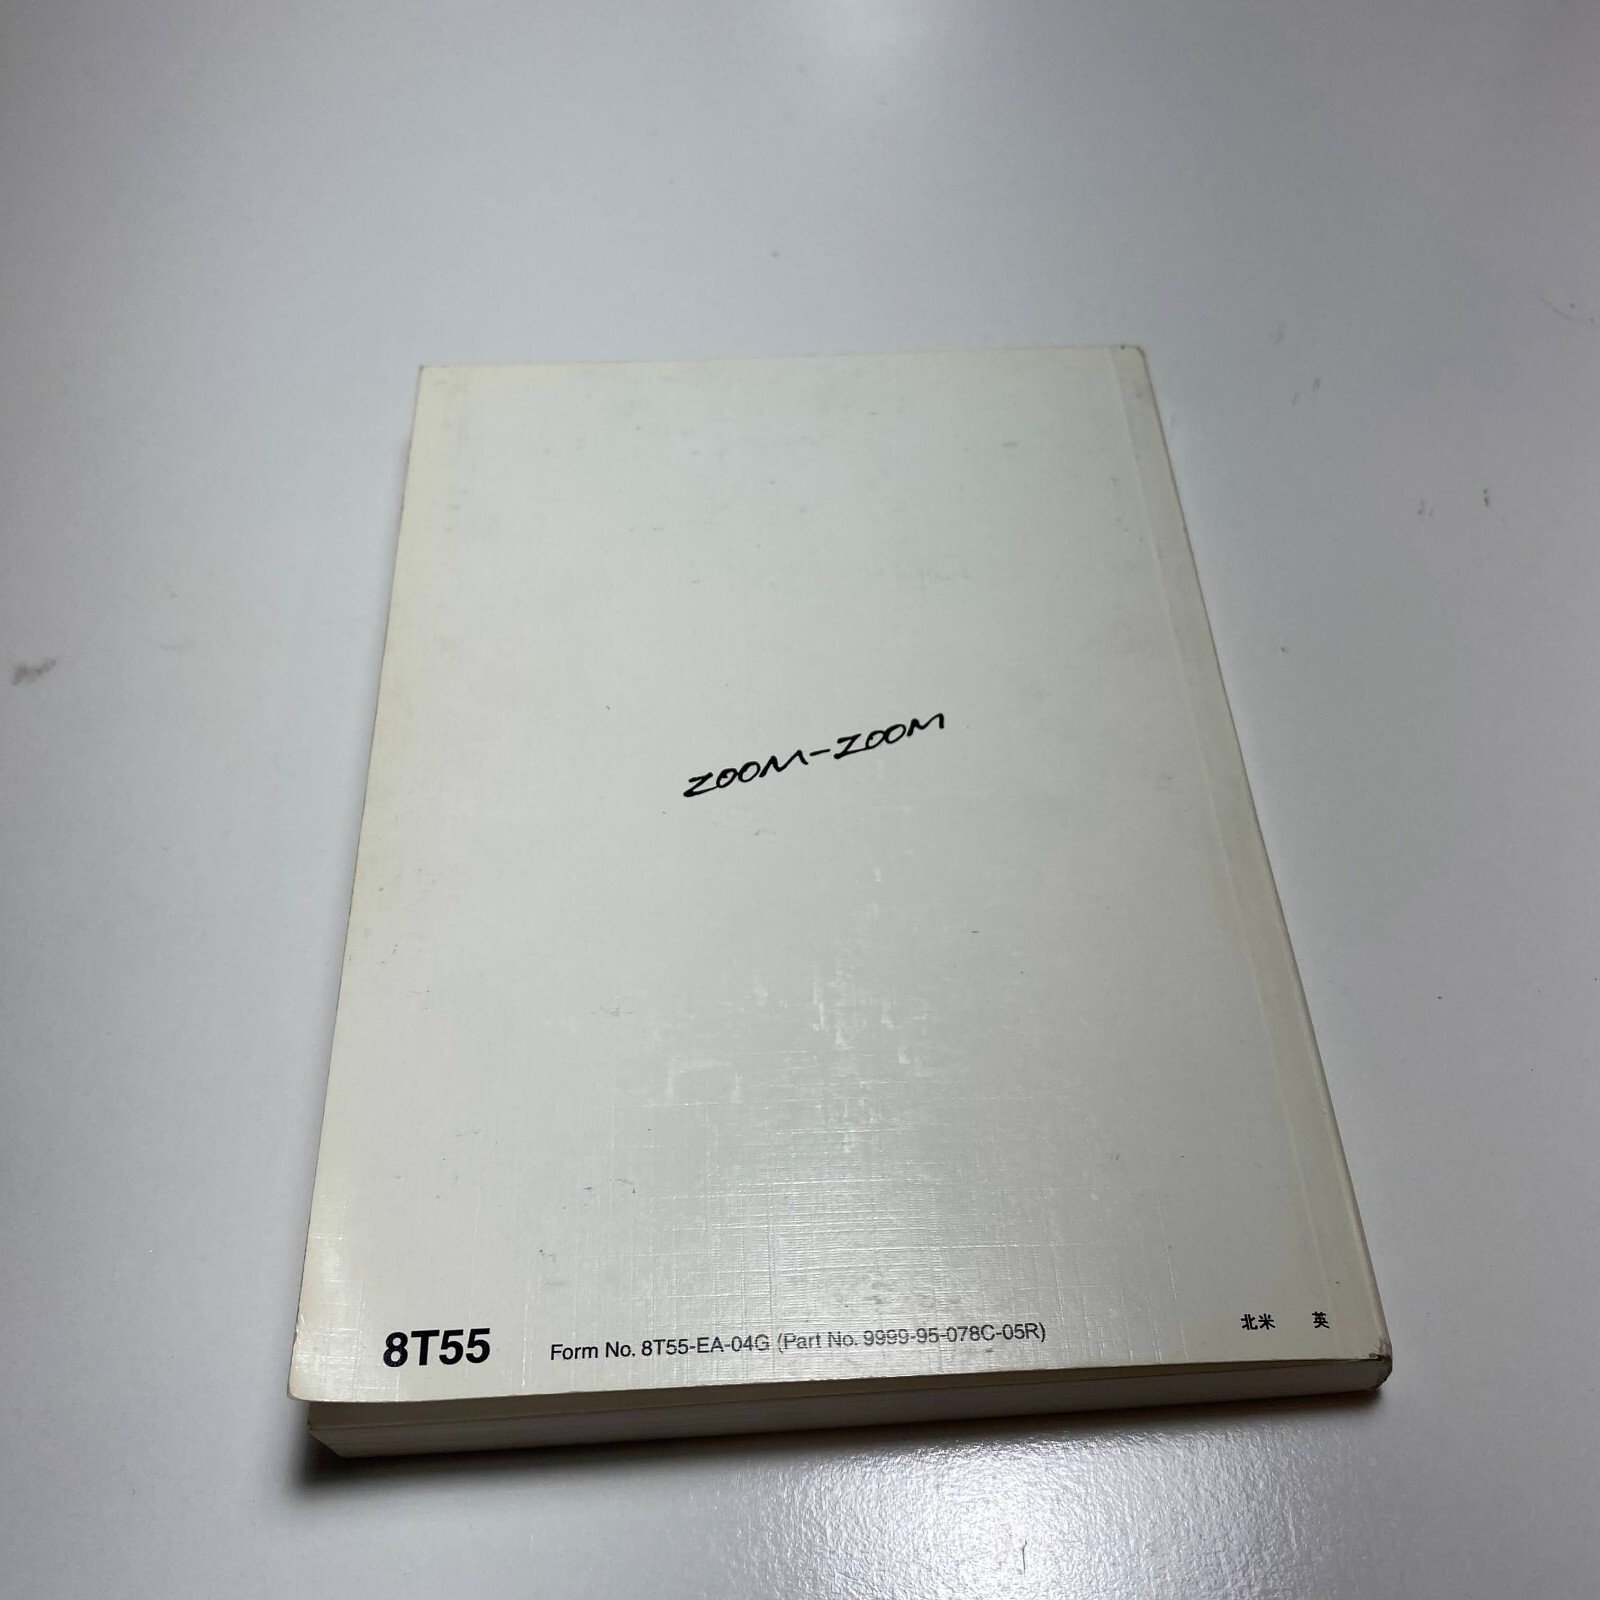 ZOOM-ZOOM
8T55 Form No. 8T55-EA-04G (Part No. 9999-95-078C-05R) 北米 英